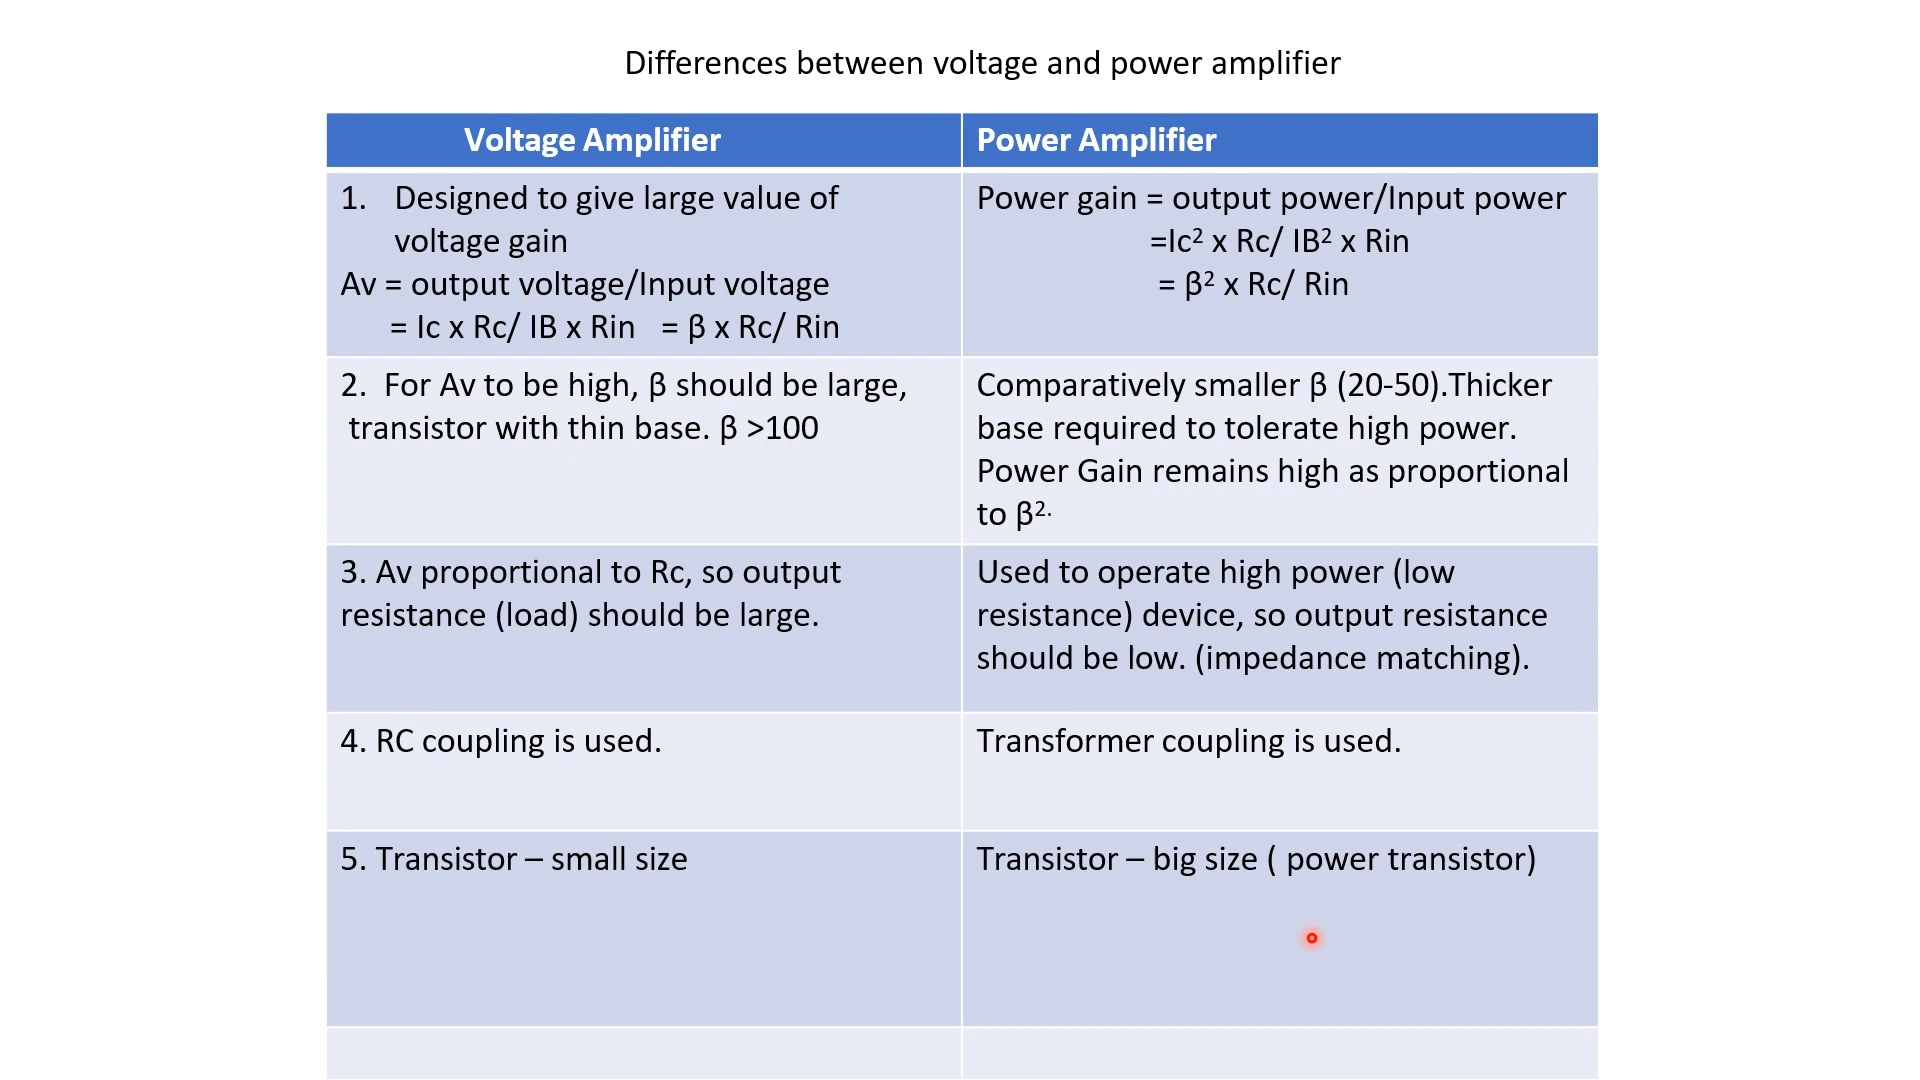 Differences between voltage and power amplifier
Voltage Amplifier
Power Amplifier
1. Designed to give large value of
voltage gain
Av = output voltage/Input voltage
= Ic x Rc/ IB x Rin = β x Rc/ Rin
Power gain = output power/Input power
=Ic² x Rc/ IB² x Rin
= β² x Rc/ Rin
2. For Av to be high, β should be large,
transistor with thin base. β >100
Comparatively smaller β (20-50).Thicker
base required to tolerate high power.
Power Gain remains high as proportional
to β².
3. Av proportional to Rc, so output
resistance (load) should be large.
Used to operate high power (low
resistance) device, so output resistance
should be low. (impedance matching).
4. RC coupling is used.
Transformer coupling is used.
5. Transistor – small size
Transistor – big size ( power transistor)